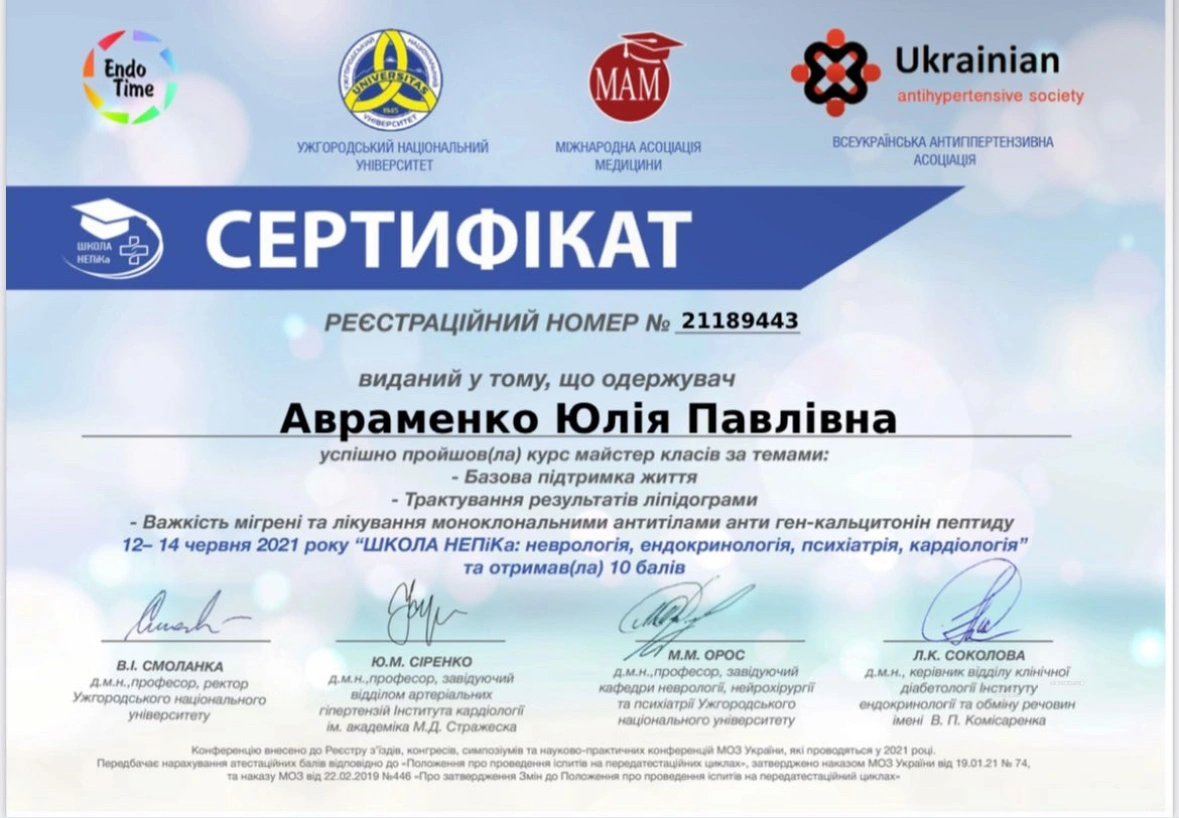 Endo
Time
УЖГОРОДСЬКИЙ НАЦІОНАЛЬНИЙ УНІВЕРСИТЕТ
UNIVERSITAS
1945
УЖГОРОДСЬКИЙ НАЦІОНАЛЬНИЙ
УНІВЕРСИТЕТ
МАМ
МІЖНАРОДНА АСОЦІАЦІЯ
МЕДИЦИНИ
Ukrainian
antihypertensive society
ВСЕУКРАЇНСЬКА АНТИГІПЕРТЕНЗИВНА
АСОЦІАЦІЯ
ШКОЛА
НЕПіКа
СЕРТИФІКАТ
РЕЄСТРАЦІЙНИЙ НОМЕР № 21189443
виданий у тому, що одержувач
Авраменко Юлія Павлівна
успішно пройшов(ла) курс майстер класів за темами:
- Базова підтримка життя
- Трактування результатів ліпідограми
- Важкість мігрені та лікування моноклональними антитілами анти ген-кальцитонін пептиду
12– 14 червня 2021 року “ШКОЛА НЕПіКа: неврологія, ендокринологія, психіатрія, кардіологія”
та отримав(ла) 10 балів
В.І. СМОЛАНКА
д.м.н.,професор, ректор
Ужгородського національного
університету
Ю.М. СІРЕНКО
д.м.н.,професор, завідуючий
відділом артеріальних
гіпертензій Інститута кардіології
ім. академіка М.Д. Стражеска
М.М. ОРОС
д.м.н.,професор, завідуючий
кафедри неврології, нейрохірургії
та психіатрії Ужгородського
національного університету
Л.К. СОКОЛОВА
д.м.н., керівник відділу клінічної
діабетології Інституту
ендокринології та обміну речовин
імені В. П. Комісаренка
Конференцію внесено до Реєстру з'їздів, конгресів, симпозіумів та науково-практичних конференцій МОЗ України, які проводяться у 2021 році.
Передбачає нарахування атестаційних балів відповідно до «Положення про проведення іспитів на передатестаційний циклах», затверджено наказом МОЗ України від 19.01.21 № 74,
та наказу МОЗ від 22.02.2019 №446 «Про затвердження Змін до Положення про проведення іспитів на передатестаційний циклах»